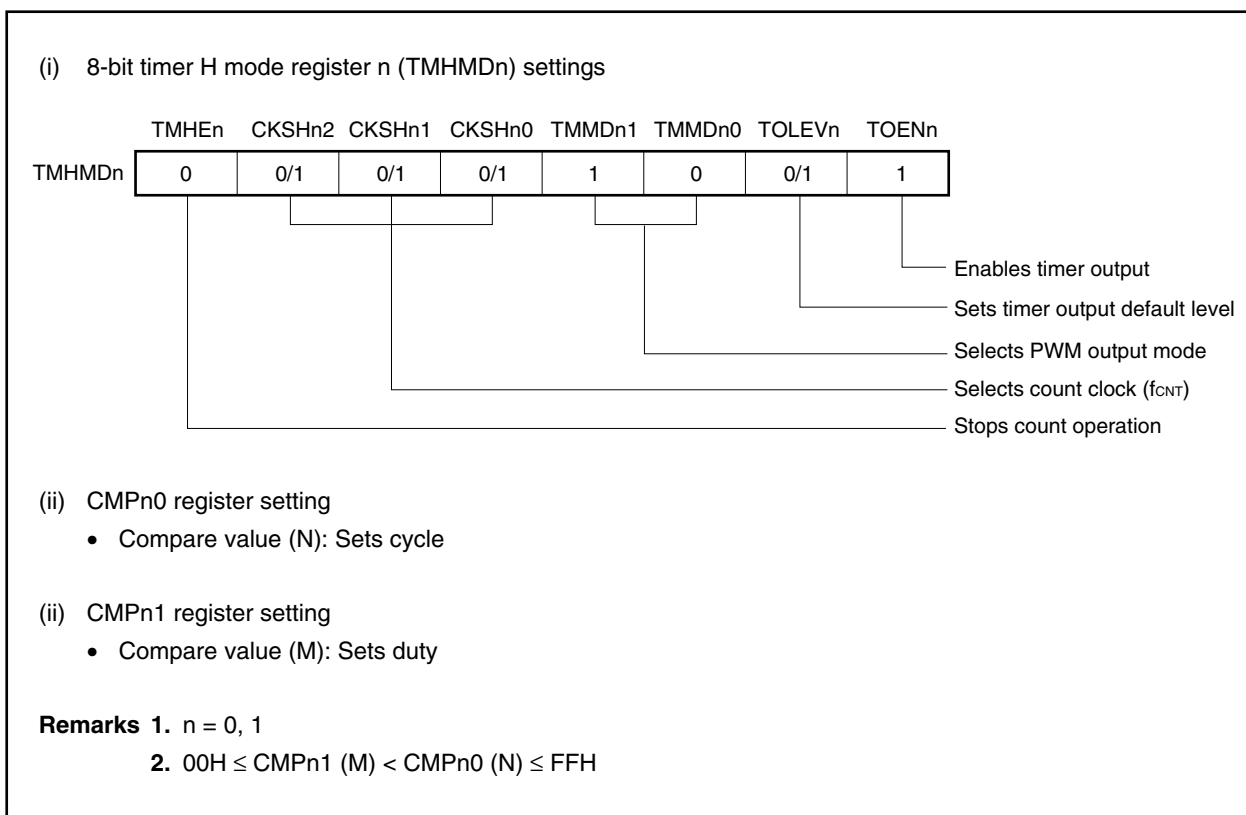 (i) 8-bit timer H mode register n (TMHMDn) settings
TMHEn CKSHn2 CKSHn1 CKSHn0 TMMDn1 TMMDn0 TOLEVn TOENn
TMHMDn 0 0/1 0/1 0/1 1 0 0/1 1
Enables timer output
Sets timer output default level
Selects PWM output mode
Selects count clock (fCNT)
Stops count operation
(ii) CMPn0 register setting
• Compare value (N): Sets cycle
(ii) CMPn1 register setting
• Compare value (M): Sets duty
Remarks 1. n = 0, 1
2. 00H ≤ CMPn1 (M) < CMPn0 (N) ≤ FFH